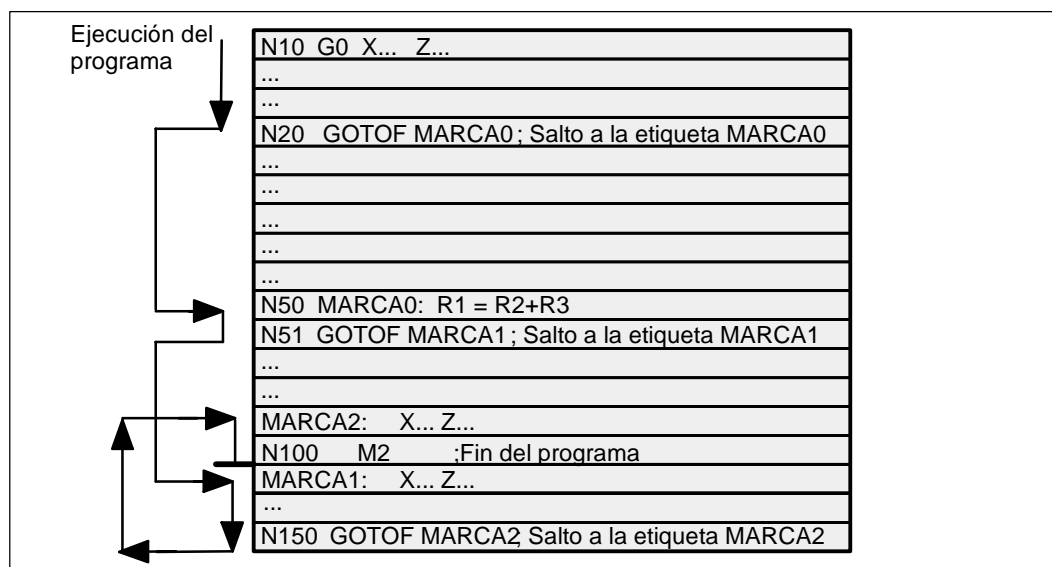 Ejecución del
programa
N10 G0 X... Z...
...
...
N20 GOTOF MARCA0 ; Salto a la etiqueta MARCA0
...
...
...
...
...
N50 MARCA0: R1 = R2+R3
N51 GOTOF MARCA1 ; Salto a la etiqueta MARCA1
...
...
MARCA2: X... Z...
N100 M2 ;Fin del programa
MARCA1: X... Z...
...
N150 GOTOF MARCA2; Salto a la etiqueta MARCA2